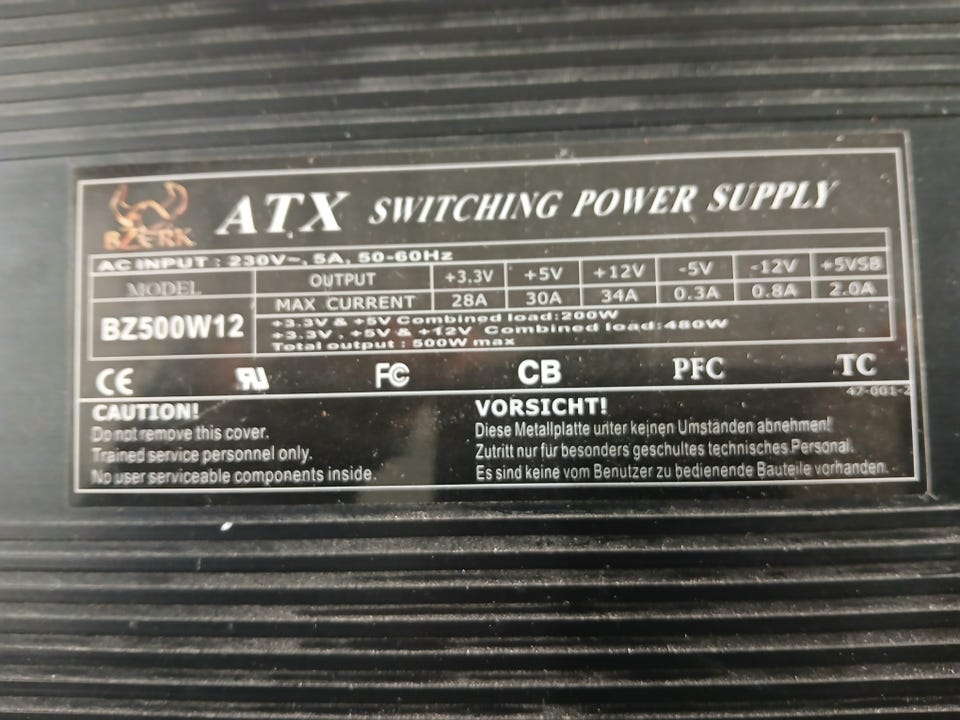 BZERK
ATX SWITCHING POWER SUPPLY
AC INPUT : 230V~, 5A, 50-60Hz
MODEL OUTPUT +3.3V +5V +12V -5V -12V +5VSB
MAX CURRENT 28A 30A 34A 0.3A 0.8A 2.0A
BZ500W12
+3.3V & +5V Combined load:200W
+3.3V , +5V & +12V Combined load:480W
Total output : 500W max
CE RU FC CB PFC TC
47-001-2
CAUTION!
Do not remove this cover.
Trained service personnel only.
No user serviceable components inside.
VORSICHT!
Diese Metallplatte unter keinen Umständen abnehmen!
Zutritt nur für besonders geschultes technisches Personal.
Es sind keine vom Benutzer zu bedienende Bauteile vorhanden.